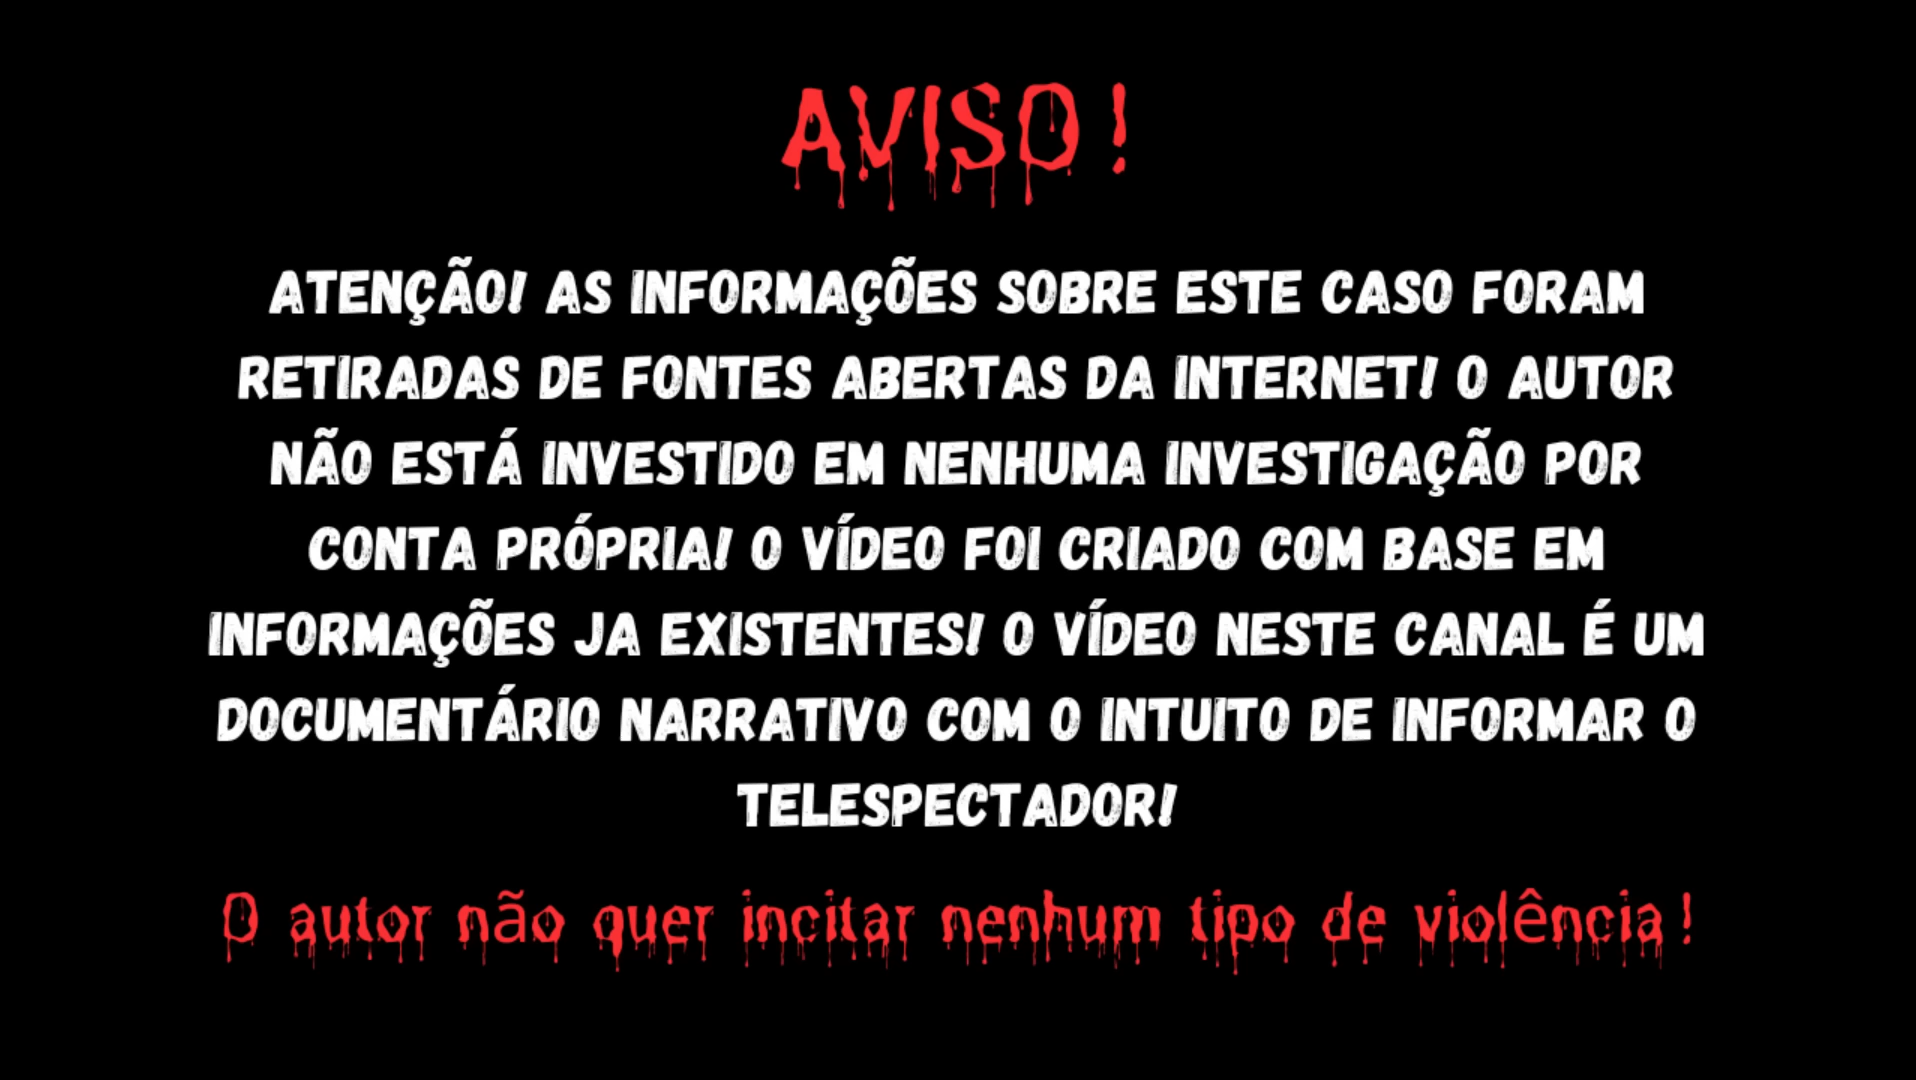 AVISO!
ATENÇÃO! AS INFORMAÇÕES SOBRE ESTE CASO FORAM
RETIRADAS DE FONTES ABERTAS DA INTERNET! O AUTOR
NÃO ESTÁ INVESTIDO EM NENHUMA INVESTIGAÇÃO POR
CONTA PRÓPRIA! O VÍDEO FOI CRIADO COM BASE EM
INFORMAÇÕES JA EXISTENTES! O VÍDEO NESTE CANAL É UM
DOCUMENTÁRIO NARRATIVO COM O INTUITO DE INFORMAR O
TELESPECTADOR!
O autor não quer incitar nenhum tipo de violência!